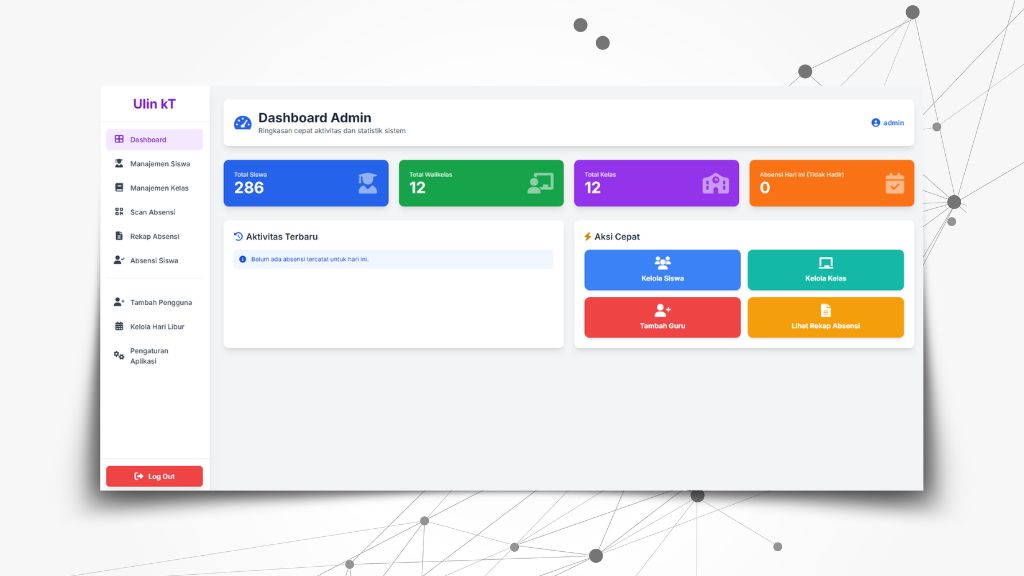 Ulin kT
Dashboard
Manajemen Siswa
Manajemen Kelas
Scan Absensi
Rekap Absensi
Absensi Siswa
Tambah Pengguna
Kelola Hari Libur
Pengaturan
Aplikasi
Log Out
Dashboard Admin
Ringkasan cepat aktivitas dan statistik sistem
admin
Total Siswa
286
Total Walikelas
12
Total Kelas
12
Absensi Hari Ini (Tidak Hadir)
0
Aktivitas Terbaru
Belum ada absensi tercatat untuk hari ini.
Aksi Cepat
Kelola Siswa
Kelola Kelas
Tambah Guru
Lihat Rekap Absensi